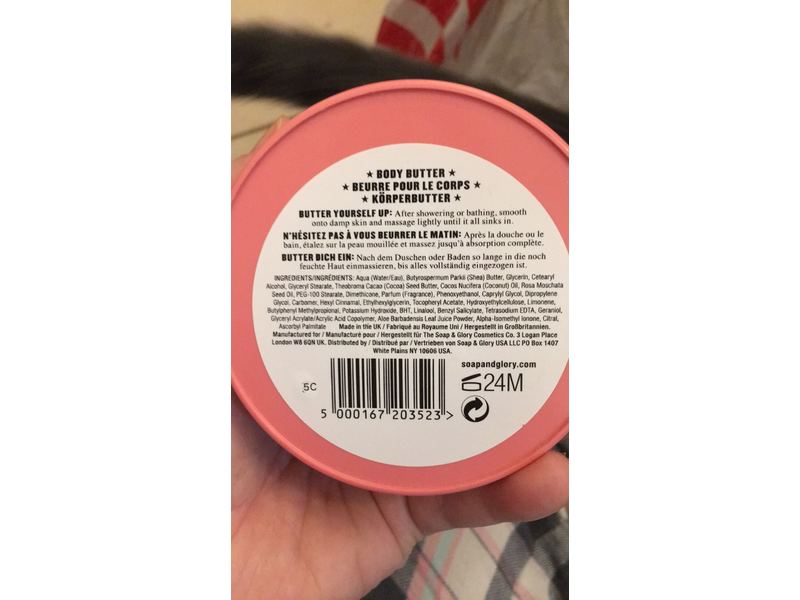 ★ BODY BUTTER ★
★ BEURRE POUR LE CORPS ★
★ KÖRPERBUTTER ★
BUTTER YOURSELF UP: After showering or bathing, smooth
onto damp skin and massage lightly until it all sinks in.
N'HÉSITEZ PAS À VOUS BEURRER LE MATIN: Après la douche ou le
bain, étalez sur la peau mouillée et massez jusqu'à absorption complète.
BUTTER DICH EIN: Nach dem Duschen oder Baden so lange in die noch
feuchte Haut einmassieren, bis alles vollständig eingezogen ist.
INGREDIENTS/INGRÉDIENTS: Aqua (Water/Eau), Butyrospermum Parkii (Shea) Butter, Glycerin, Cetearyl
Alcohol, Glyceryl Stearate, Theobroma Cacao (Cocoa) Seed Butter, Cocos Nucifera (Coconut) Oil, Rosa Moschata
Seed Oil, PEG-100 Stearate, Dimethicone, Parfum (Fragrance), Phenoxyethanol, Caprylyl Glycol, Dipropylene
Glycol, Carbomer, Hexyl Cinnamal, Ethylhexylglycerin, Tocopheryl Acetate, Hydroxyethylcellulose, Limonene,
Butylphenyl Methylpropional, Potassium Hydroxide, BHT, Linalool, Benzyl Salicylate, Tetrasodium EDTA, Geraniol,
Glyceryl Acrylate/Acrylic Acid Copolymer, Aloe Barbadensis Leaf Juice Powder, Alpha-Isomethyl Ionone, Citral,
Ascorbyl Palmitate Made in the UK / Fabriqué au Royaume Uni / Hergestellt in Großbritannien.
Manufactured for / Manufacturé pour / Hergestellt für The Soap & Glory Cosmetics Co. 3 Logan Place
London W8 6QN UK. Distributed by / Distribué par / Vertrieben von Soap & Glory USA LLC PO Box 1407
White Plains NY 10606 USA.
soapandglory.com
24M
5C
5 000167 203523 >